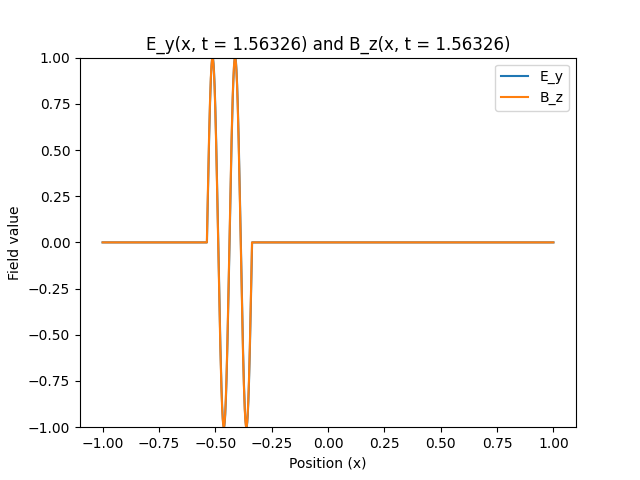 E_y(x, t = 1.56326) and B_z(x, t = 1.56326)
E_y
B_z
Field value
1.00
0.75
0.50
0.25
0.00
−0.25
−0.50
−0.75
−1.00
−1.00 −0.75 −0.50 −0.25 0.00 0.25 0.50 0.75 1.00
Position (x)